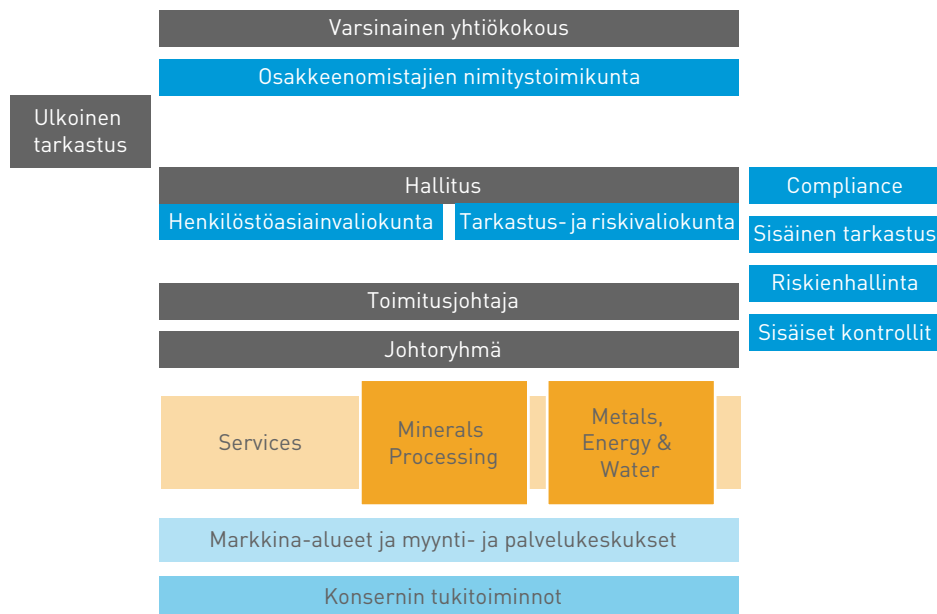 Varsinainen yhtiökokous
Osakkeenomistajien nimitystoimikunta
Ulkoinen
tarkastus
Hallitus
Compliance
Henkilöstöasiainvaliokunta
Tarkastus- ja riskivaliokunta
Sisäinen tarkastus
Riskienhallinta
Toimitusjohtaja
Sisäiset kontrollit
Johtoryhmä
Services
Minerals
Processing
Metals,
Energy &
Water
Markkina-alueet ja myynti- ja palvelukeskukset
Konsernin tukitoiminnot